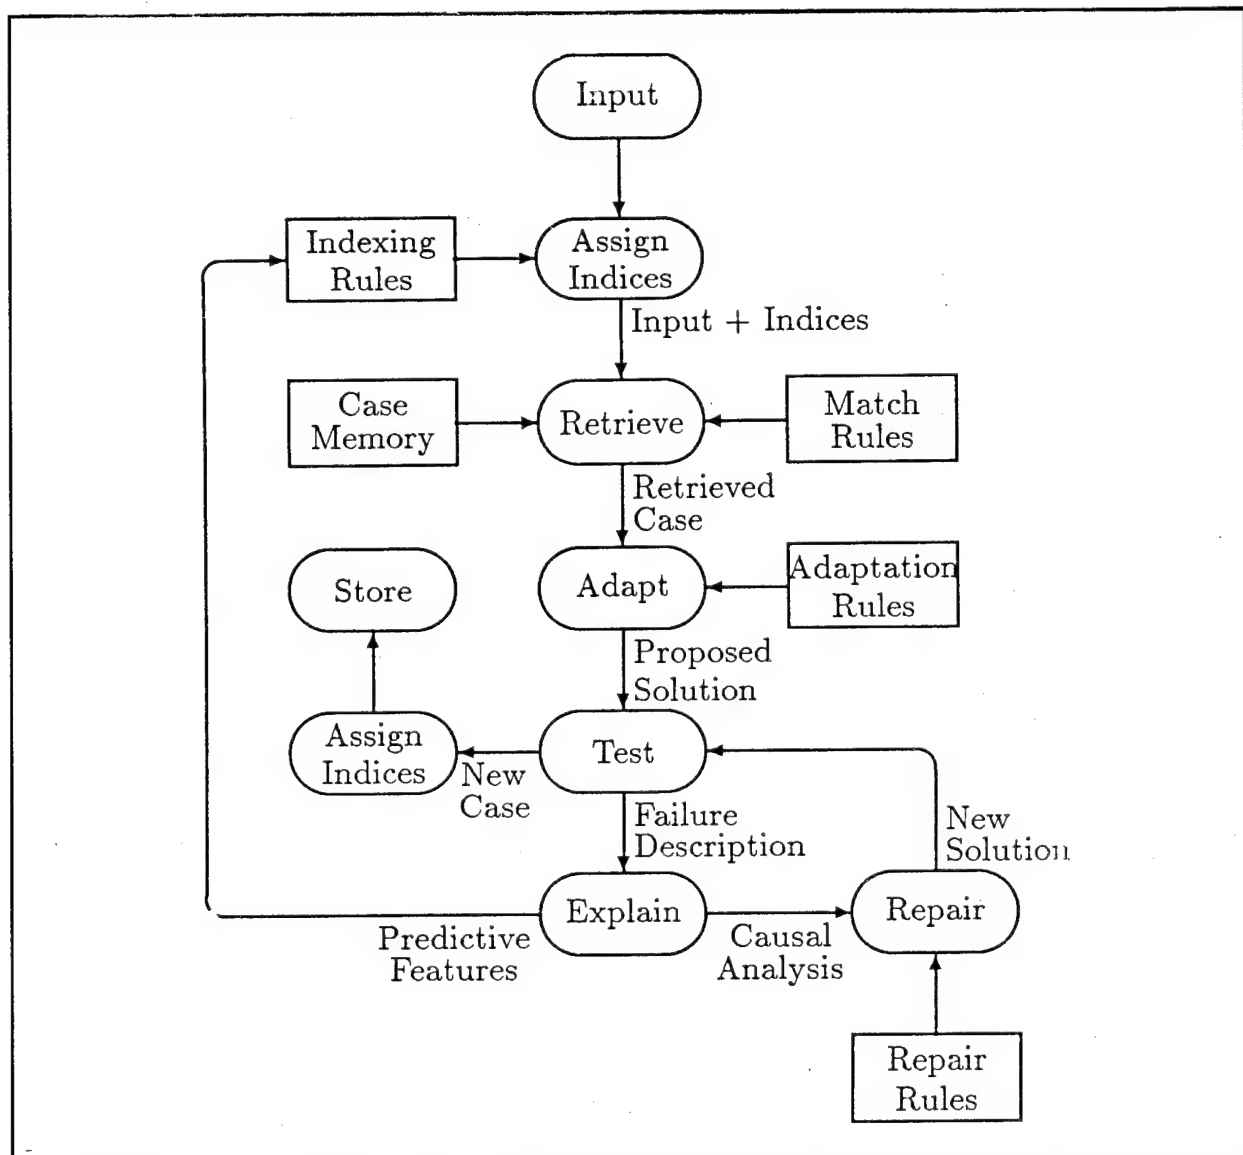 Input
Indexing
Rules
Assign
Indices
Input + Indices
Case
Memory
Retrieve
Match
Rules
Retrieved
Case
Store
Adapt
Adaptation
Rules
Proposed
Solution
Assign
Indices
New
Case
Test
Failure
Description
New
Solution
Predictive
Features
Explain
Causal
Analysis
Repair
Repair
Rules